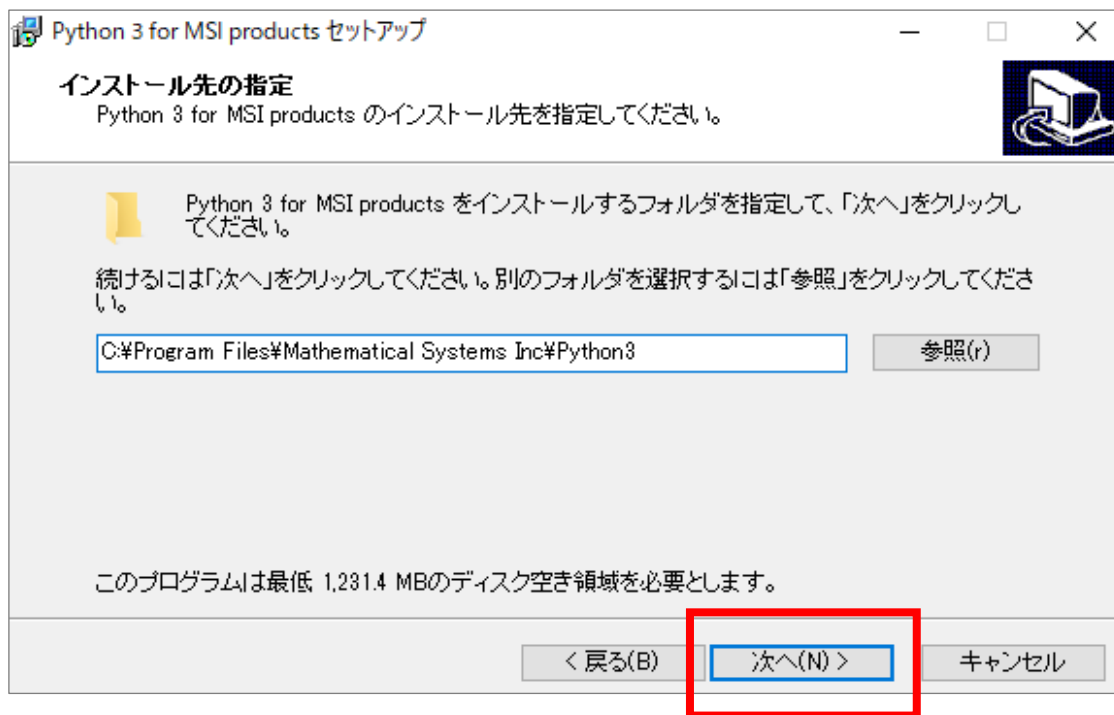 Python 3 for MSI products セットアップ
インストール先の指定
Python 3 for MSI products のインストール先を指定してください。
Python 3 for MSI products をインストールするフォルダを指定して、「次へ」をクリックし
てください。
続けるには「次へ」をクリックしてください。別のフォルダを選択するには「参照」をクリックしてくださ
い。
C:¥Program Files¥Mathematical Systems Inc¥Python3
参照(r)
このプログラムは最低 1,231.4 MBのディスク空き領域を必要とします。
< 戻る(B)
次へ(N) >
キャンセル